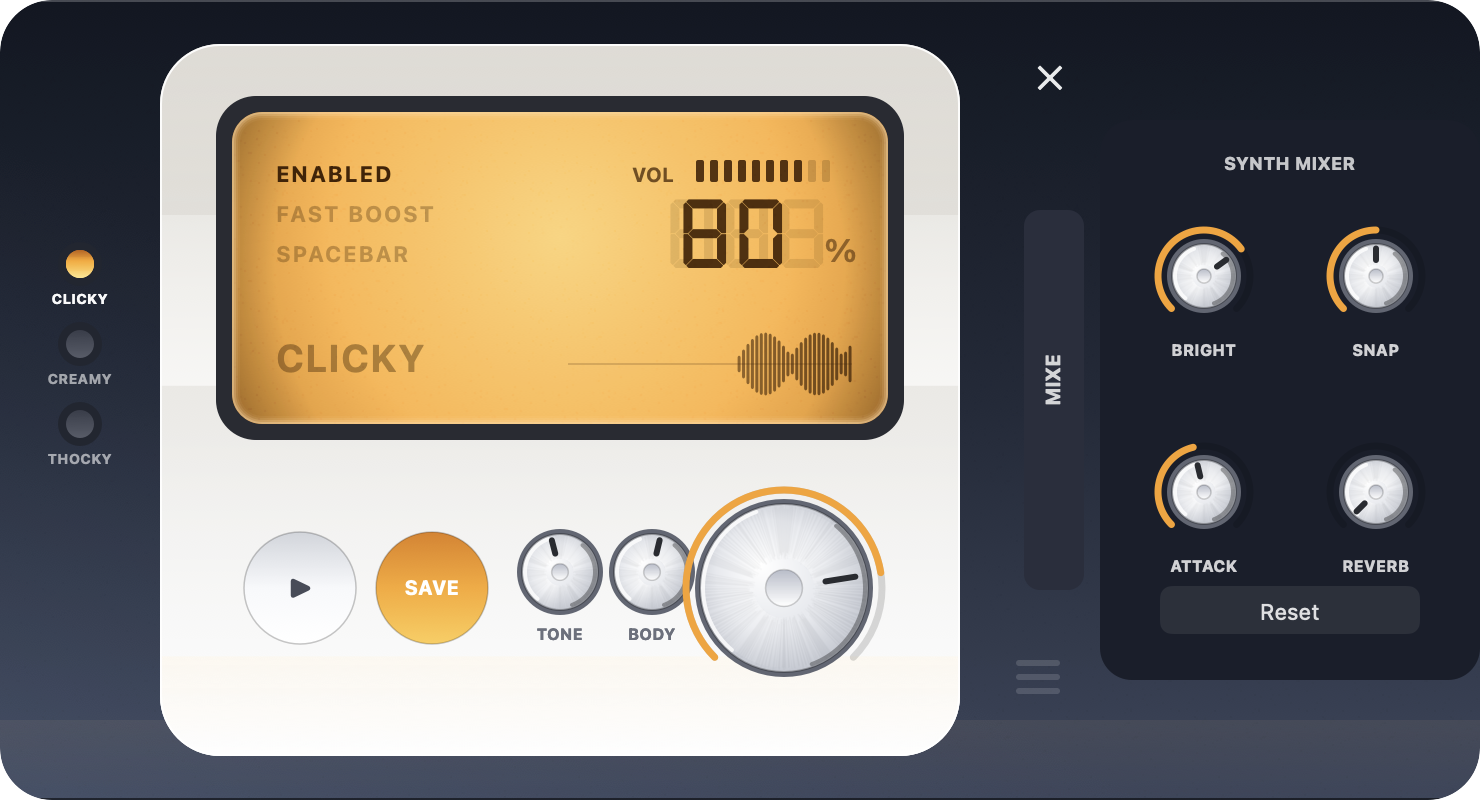 ENABLED
VOL
FAST BOOST
80
SPACEBAR
%
CLICKY
CLICKY
CREAMY
THOCKY
SAVE
TONE
BODY
MIXE
SYNTH MIXER
BRIGHT
SNAP
ATTACK
REVERB
Reset